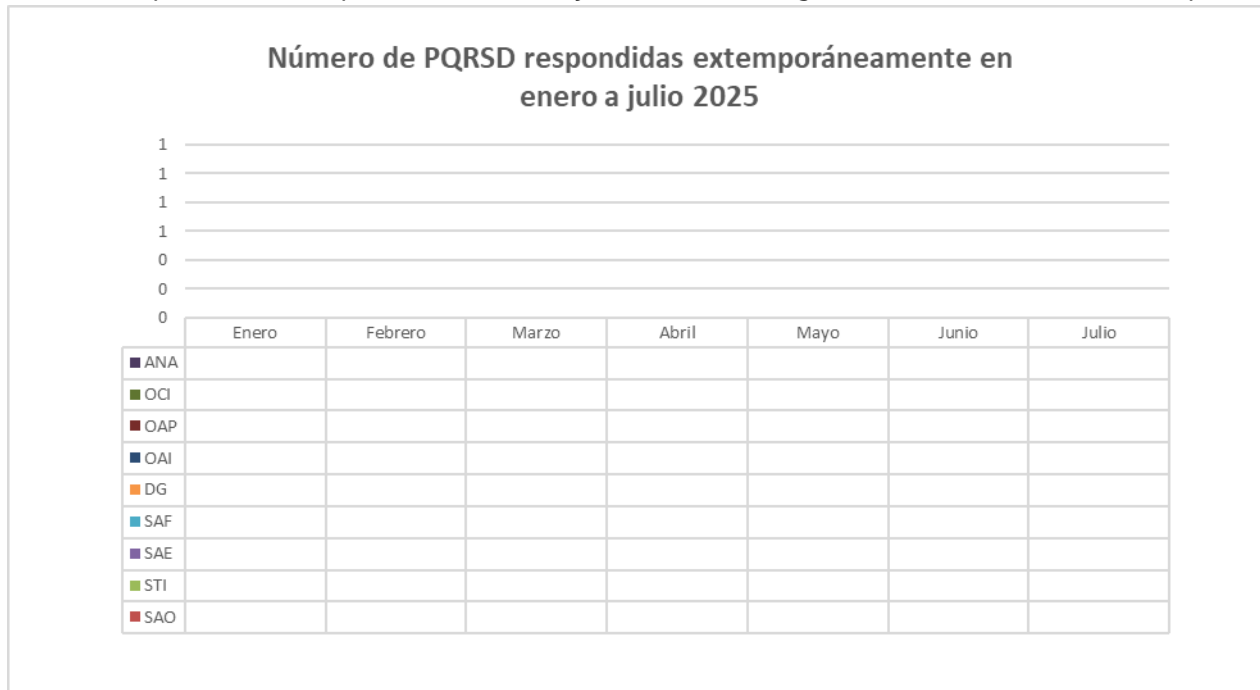 Número de PQRSD respondidas extemporáneamente en
enero a julio 2025
1
1
1
1
0
0
0
Enero Febrero Marzo Abril Mayo Junio Julio
ANA
OCI
OAP
OAI
DG
SAF
SAE
STI
SAO